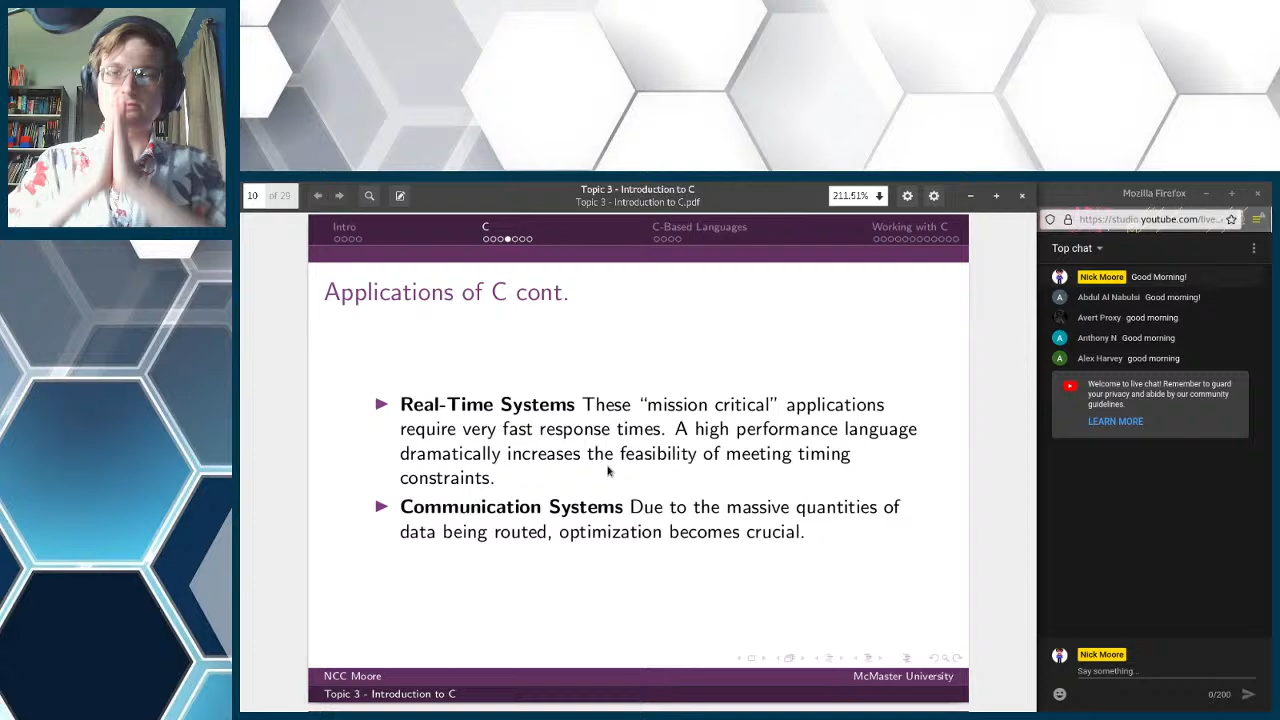 10 of 29
Topic 3 - Introduction to C
Topic 3 - Introduction to C.pdf
211.51%
Intro
C
C-Based Languages
Working with C
Applications of C cont.
Real-Time Systems These “mission critical” applications
require very fast response times. A high performance language
dramatically increases the feasibility of meeting timing
constraints.
Communication Systems Due to the massive quantities of
data being routed, optimization becomes crucial.
NCC Moore
McMaster University
Topic 3 - Introduction to C
Mozilla Firefox
https://studio.youtube.com/live…
Top chat
Nick Moore Good Morning!
A Abdul Al Nabulsi Good morning!
Avert Proxy good morning
A Anthony N Good morning
A Alex Harvey good morning
Welcome to live chat! Remember to guard
your privacy and abide by our community
guidelines.
LEARN MORE
Nick Moore
Say something...
0/200